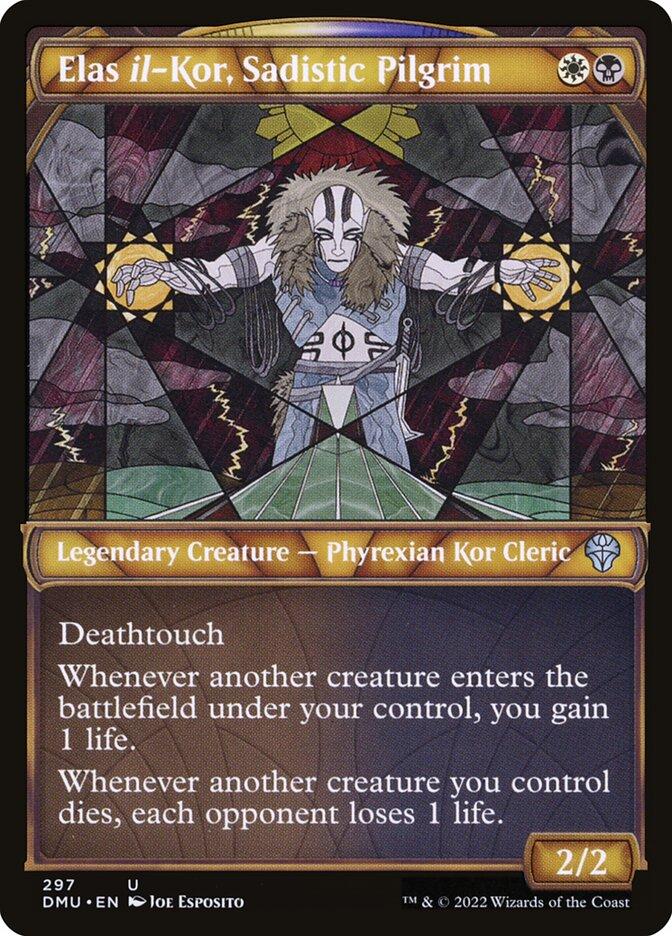 Elas il-Kor, Sadistic Pilgrim
Legendary Creature — Phyrexian Kor Cleric
Deathtouch
Whenever another creature enters the
battlefield under your control, you gain
1 life.
Whenever another creature you control
dies, each opponent loses 1 life.
2/2
297 U
DMU • EN Joe Esposito
™ & © 2022 Wizards of the Coast